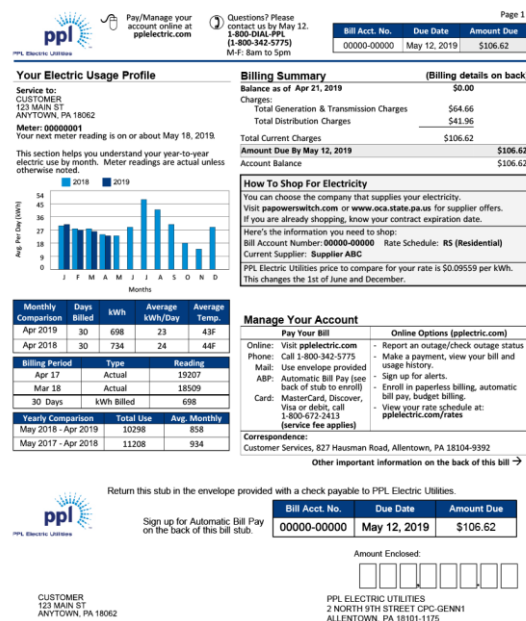 Page 1
ppl
PPL Electric Utilities
Pay/Manage your
account online at
pplelectric.com
Questions? Please
contact us by May 12.
1-800-DIAL-PPL
(1-800-342-5775)
M-F: 8am to 5pm
Bill Acct. No. Due Date Amount Due
00000-00000 May 12, 2019 $106.62
Your Electric Usage Profile
Service to:
CUSTOMER
123 MAIN ST
ANYTOWN, PA 18062
Meter: 00000001
Your next meter reading is on or about May 18, 2019.
This section helps you understand your year-to-year
electric use by month. Meter readings are actual unless
otherwise noted.
2018 2019
Avg. Per Day (kWh)
54
45
36
27
18
9
0
J F M A M J J A S O N D
Months
Monthly Comparison Days Billed kWh Average kWh/Day Average Temp.
Apr 2019 30 698 23 43F
Apr 2018 30 734 24 44F
Billing Period Type Reading
Apr 17 Actual 19207
Mar 18 Actual 18509
30 Days kWh Billed 698
Yearly Comparison Total Use Avg. Monthly
May 2018 - Apr 2019 10298 858
May 2017 - Apr 2018 11208 934
Billing Summary (Billing details on back)
Balance as of Apr 21, 2019 $0.00
Charges:
Total Generation & Transmission Charges $64.66
Total Distribution Charges $41.96
Total Current Charges $106.62
Amount Due By May 12, 2019 $106.62
Account Balance $106.62
How To Shop For Electricity
You can choose the company that supplies your electricity.
Visit papowerswitch.com or www.oca.state.pa.us for supplier offers.
If you are already shopping, know your contract expiration date.
Here's the information you need to shop:
Bill Account Number: 00000-00000 Rate Schedule: RS (Residential)
Current Supplier: Supplier ABC
PPL Electric Utilities price to compare for your rate is $0.09559 per kWh.
This changes the 1st of June and December.
Manage Your Account
Pay Your Bill
Online: Visit pplelectric.com
Phone: Call 1-800-342-5775
Mail: Use envelope provided
ABP: Automatic Bill Pay (see
back of stub to enroll)
Card: MasterCard, Discover,
Visa or debit, call
1-800-672-2413
(service fee applies)
Online Options (pplectric.com)
- Report an outage/check outage status
- Make a payment, view your bill and
usage history.
- Sign up for alerts.
- Enroll in paperless billing, automatic
bill pay, budget billing.
- View your rate schedule at:
pplelectric.com/rates
Correspondence:
Customer Services, 827 Hausman Road, Allentown, PA 18104-9392
Other important information on the back of this bill →
Return this stub in the envelope provided with a check payable to PPL Electric Utilities.
ppl
PPL Electric Utilities
Sign up for Automatic Bill Pay
on the back of this bill stub.
Bill Acct. No. Due Date Amount Due
00000-00000 May 12, 2019 $106.62
Amount Enclosed:
CUSTOMER
123 MAIN ST
ANYTOWN, PA 18062
PPL ELECTRIC UTILITIES
2 NORTH 9TH STREET CPC-GENN1
ALLENTOWN, PA 18101-1175